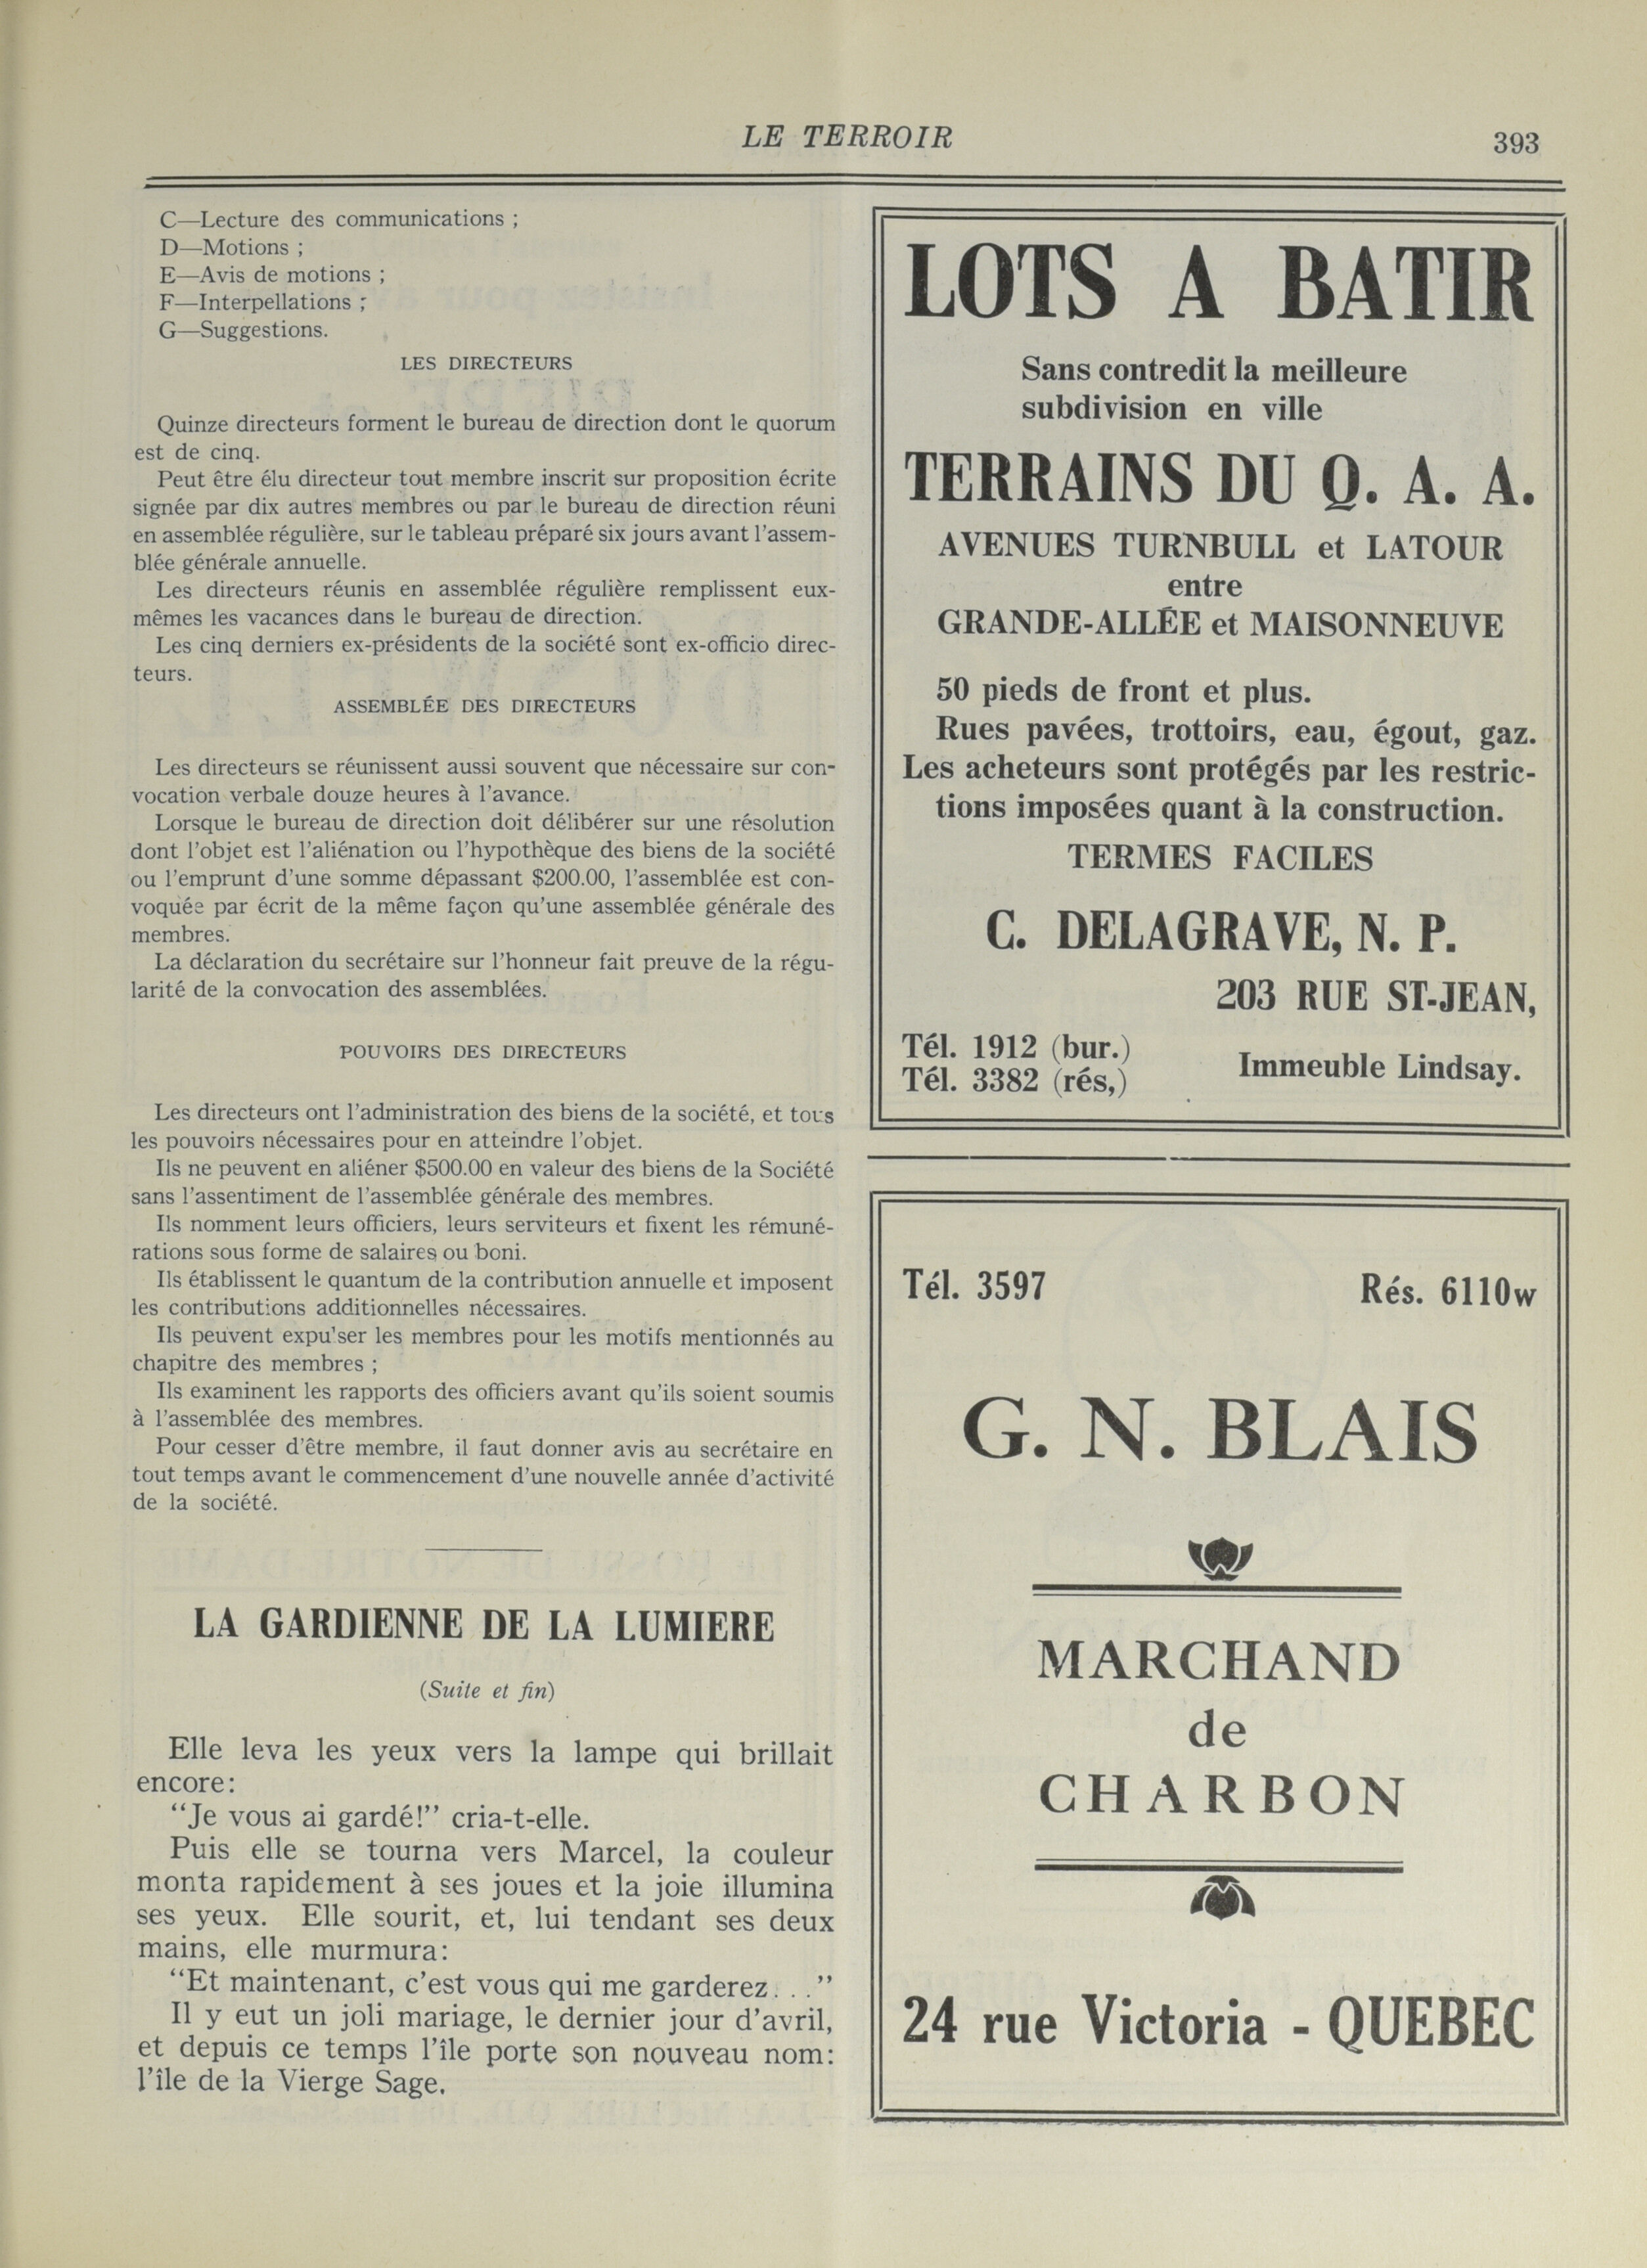 LE TERROIR
393
C—Lecture des communications ;
D—Motions ;
E—Avis de motions ;
F—Interpellations ;
G—Suggestions.
LES DIRECTEURS
Quinze directeurs forment le bureau de direction dont le quorum
est de cinq.
Peut être élu directeur tout membre inscrit sur proposition écrite
signée par dix autres membres ou par le bureau de direction réuni
en assemblée régulière, sur le tableau préparé six jours avant l'assem-
blée générale annuelle.
Les directeurs réunis en assemblée régulière remplissent eux-
mêmes les vacances dans le bureau de direction.
Les cinq derniers ex-présidents de la société sont ex-officio direc-
teurs.
ASSEMBLÉE DES DIRECTEURS
Les directeurs se réunissent aussi souvent que nécessaire sur con-
vocation verbale douze heures à l'avance.
Lorsque le bureau de direction doit délibérer sur une résolution
dont l'objet est l'aliénation ou l'hypothèque des biens de la société
ou l'emprunt d'une somme dépassant $200.00, l'assemblée est con-
voquée par écrit de la même façon qu'une assemblée générale des
membres.
La déclaration du secrétaire sur l'honneur fait preuve de la régu-
larité de la convocation des assemblées.
POUVOIRS DES DIRECTEURS
Les directeurs ont l'administration des biens de la société, et tous
les pouvoirs nécessaires pour en atteindre l'objet.
Ils ne peuvent en aliéner $500.00 en valeur des biens de la Société
sans l'assentiment de l'assemblée générale des membres.
Ils nomment leurs officiers, leurs serviteurs et fixent les rémuné-
rations sous forme de salaires ou boni.
Ils établissent le quantum de la contribution annuelle et imposent
les contributions additionnelles nécessaires.
Ils peuvent expu'ser les membres pour les motifs mentionnés au
chapitre des membres ;
Ils examinent les rapports des officiers avant qu'ils soient soumis
à l'assemblée des membres.
Pour cesser d'être membre, il faut donner avis au secrétaire en
tout temps avant le commencement d'une nouvelle année d'activité
de la société.
LA GARDIENNE DE LA LUMIERE
(Suite et fin)
Elle leva les yeux vers la lampe qui brillait
encore:
“Je vous ai gardé!” cria-t-elle.
Puis elle se tourna vers Marcel, la couleur
monta rapidement à ses joues et la joie illumina
ses yeux. Elle sourit, et, lui tendant ses deux
mains, elle murmura:
“Et maintenant, c'est vous qui me garderez. . .”
Il y eut un joli mariage, le dernier jour d'avril,
et depuis ce temps l'île porte son nouveau nom:
l'île de la Vierge Sage.
LOTS A BATIR
Sans contredit la meilleure
subdivision en ville
TERRAINS DU Q. A. A.
AVENUES TURNBULL et LATOUR
entre
GRANDE-ALLÉE et MAISONNEUVE
50 pieds de front et plus.
Rues pavées, trottoirs, eau, égout, gaz.
Les acheteurs sont protégés par les restric-
tions imposées quant à la construction.
TERMES FACILES
C. DELAGRAVE, N. P.
203 RUE ST-JEAN,
Tél. 1912 (bur.)
Tél. 3382 (rés,)
Immeuble Lindsay.
Tél. 3597
Rés. 6110w
G. N. BLAIS
MARCHAND
de
CHARBON
24 rue Victoria - QUEBEC